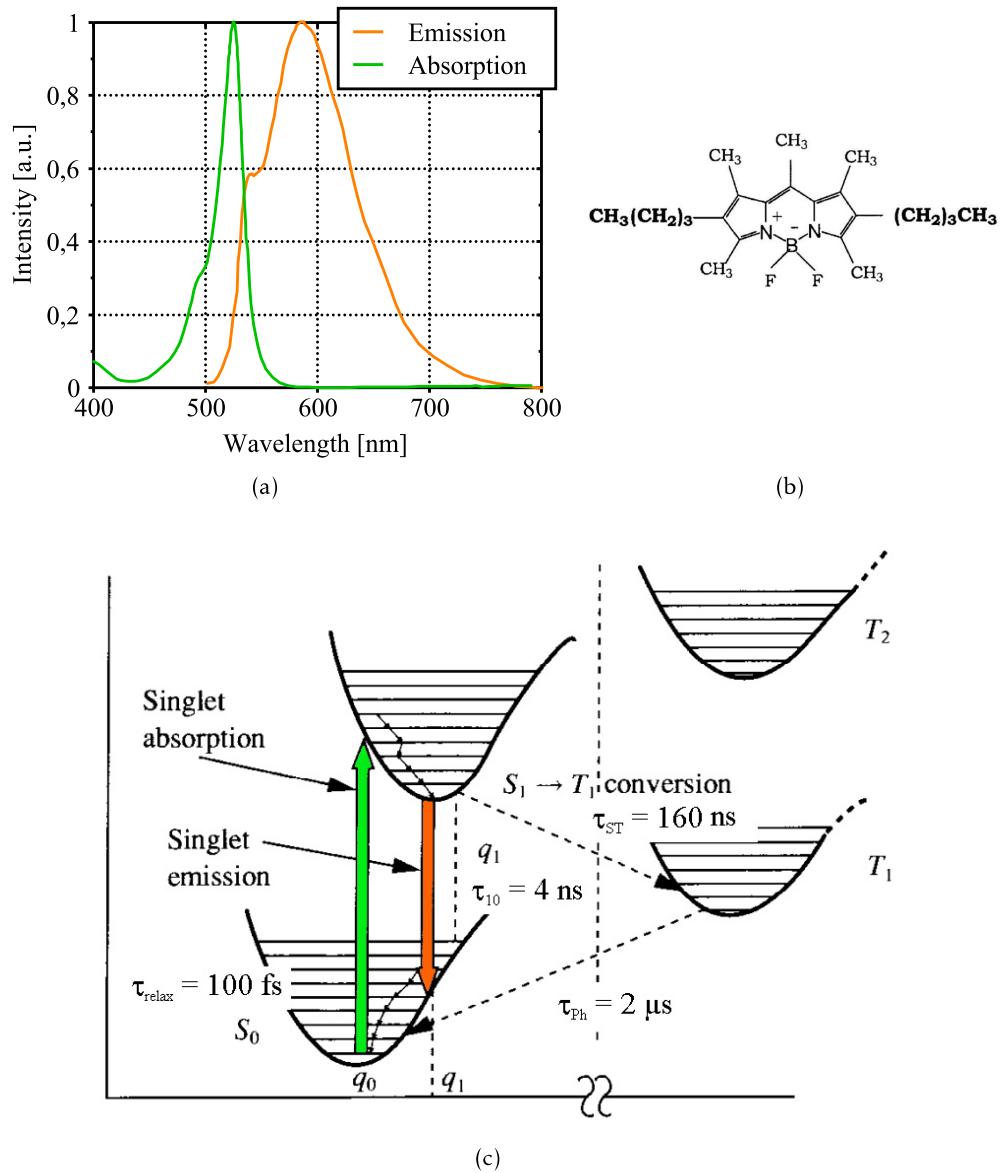 1
0,8
0,6
0,4
0,2
0
Intensity [a.u.]
Emission
Absorption
400 500 600 700 800
Wavelength [nm]
(a)
CH3
CH3 CH3
CH3(CH2)3 (CH2)3CH3
+ -
N B N
CH3 F F CH3
(b)
T2
Singlet
absorption
S1 → T1 conversion
τST = 160 ns
Singlet
emission
q1
τ10 = 4 ns
T1
τrelax = 100 fs
τPh = 2 μs
S0
q0 q1
(c)